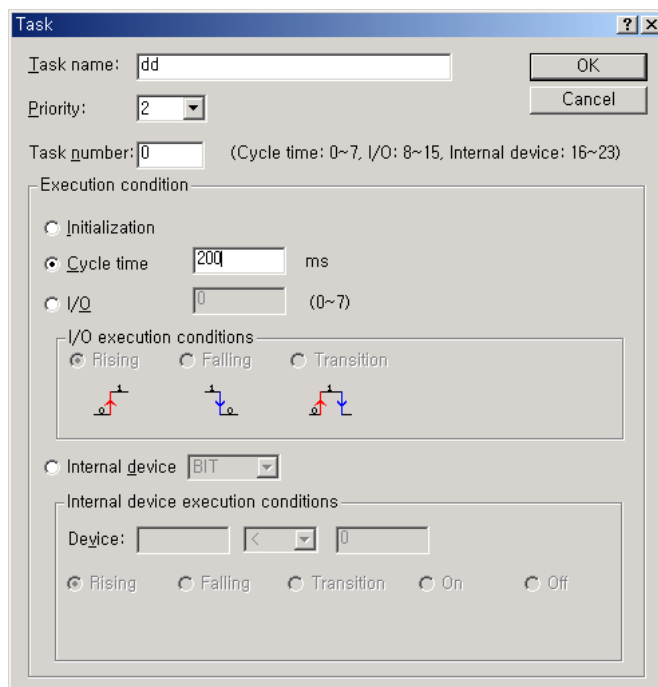 Task
Task name: dd OK
Priority: 2 Cancel
Task number: 0 (Cycle time: 0~7, I/O: 8~15, Internal device: 16~23)
Execution condition
Initialization
Cycle time 200 ms
I/O 0 (0~7)
I/O execution conditions
Rising Falling Transition
0 1 1 0 0 1
Internal device BIT
Internal device execution conditions
Device: < 0
Rising Falling Transition On Off